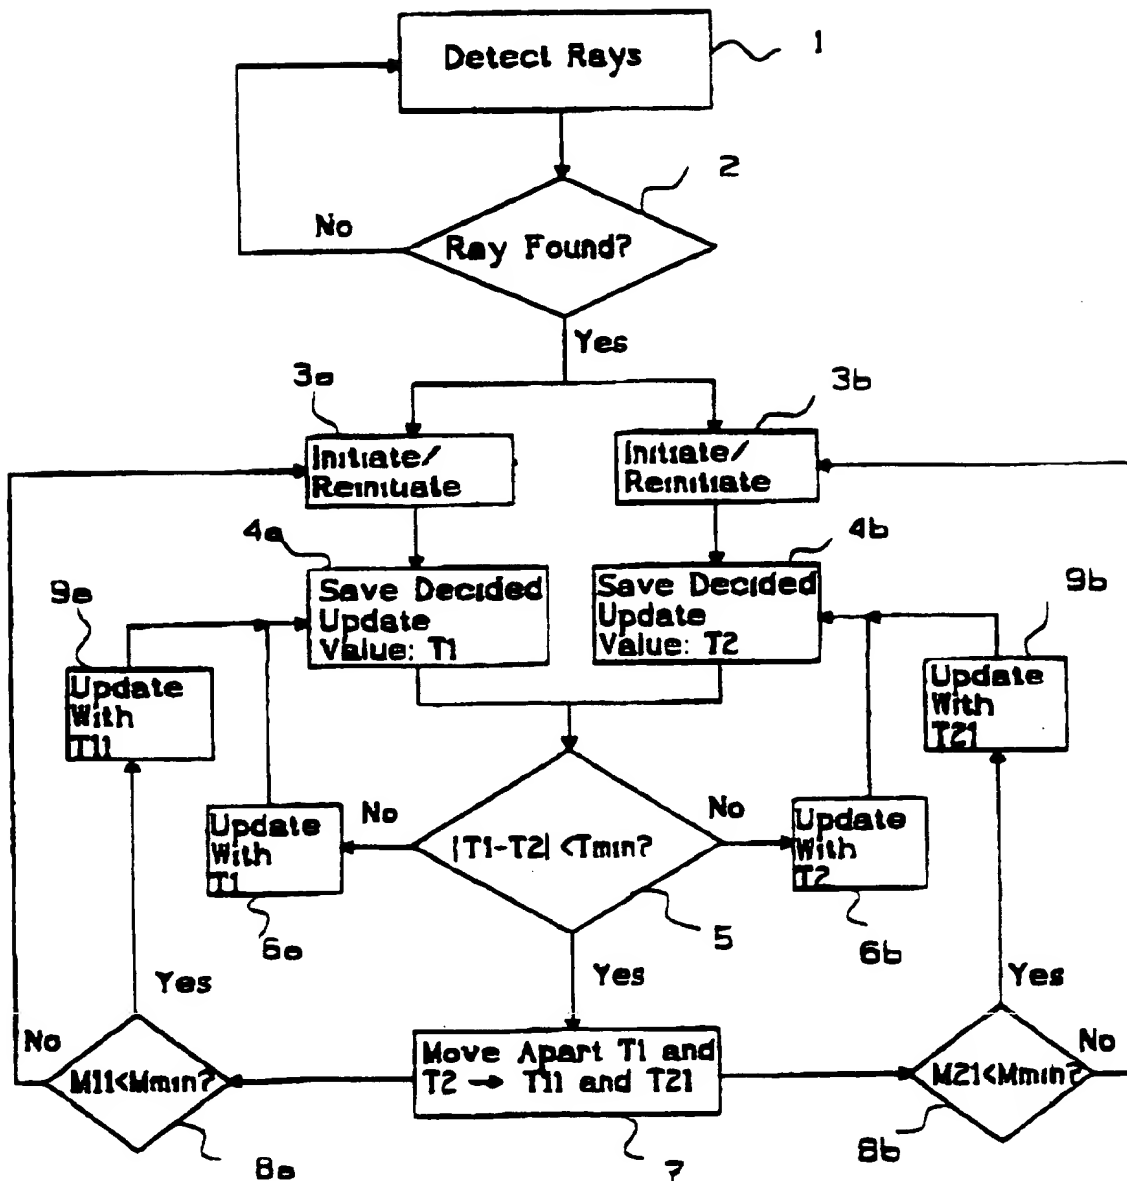 Detect Rays
1
2
No
Ray Found?
Yes
3a
3b
Initiate/
Reinitiate
Initiate/
Reinitiate
4a
4b
9a
9b
Save Decided
Update
Value: T1
Save Decided
Update
Value: T2
Update
With
T11
Update
With
T21
No
No
|T1-T2| <Tmin?
Update
With
T1
Update
With
T2
6a
5
6b
Yes
Yes
Yes
No
No
M11<Mmin?
Move Apart T1 and
T2 → T11 and T21
M21<Mmin?
8a
7
8b